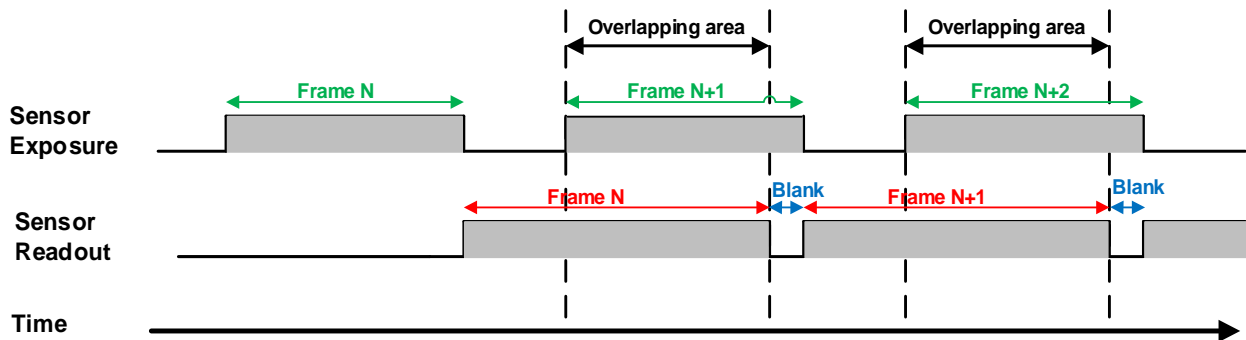 Overlapping area
Overlapping area
Frame N
Frame N+1
Frame N+2
Sensor
Exposure
Frame N
Blank
Frame N+1
Blank
Sensor
Readout
Time